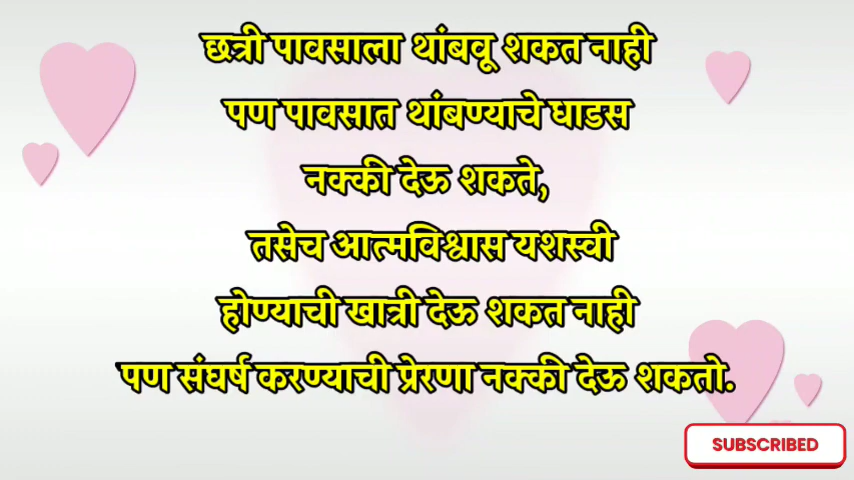 छत्री पावसाला थांबवू शकत नाही
पण पावसात थांबण्याचे धाडस
नक्की देऊ शकते,
तसेच आत्मविश्वास यशस्वी
होण्याची खात्री देऊ शकत नाही
पण संघर्ष करण्याची प्रेरणा नक्की देऊ शकतो.
SUBSCRIBED